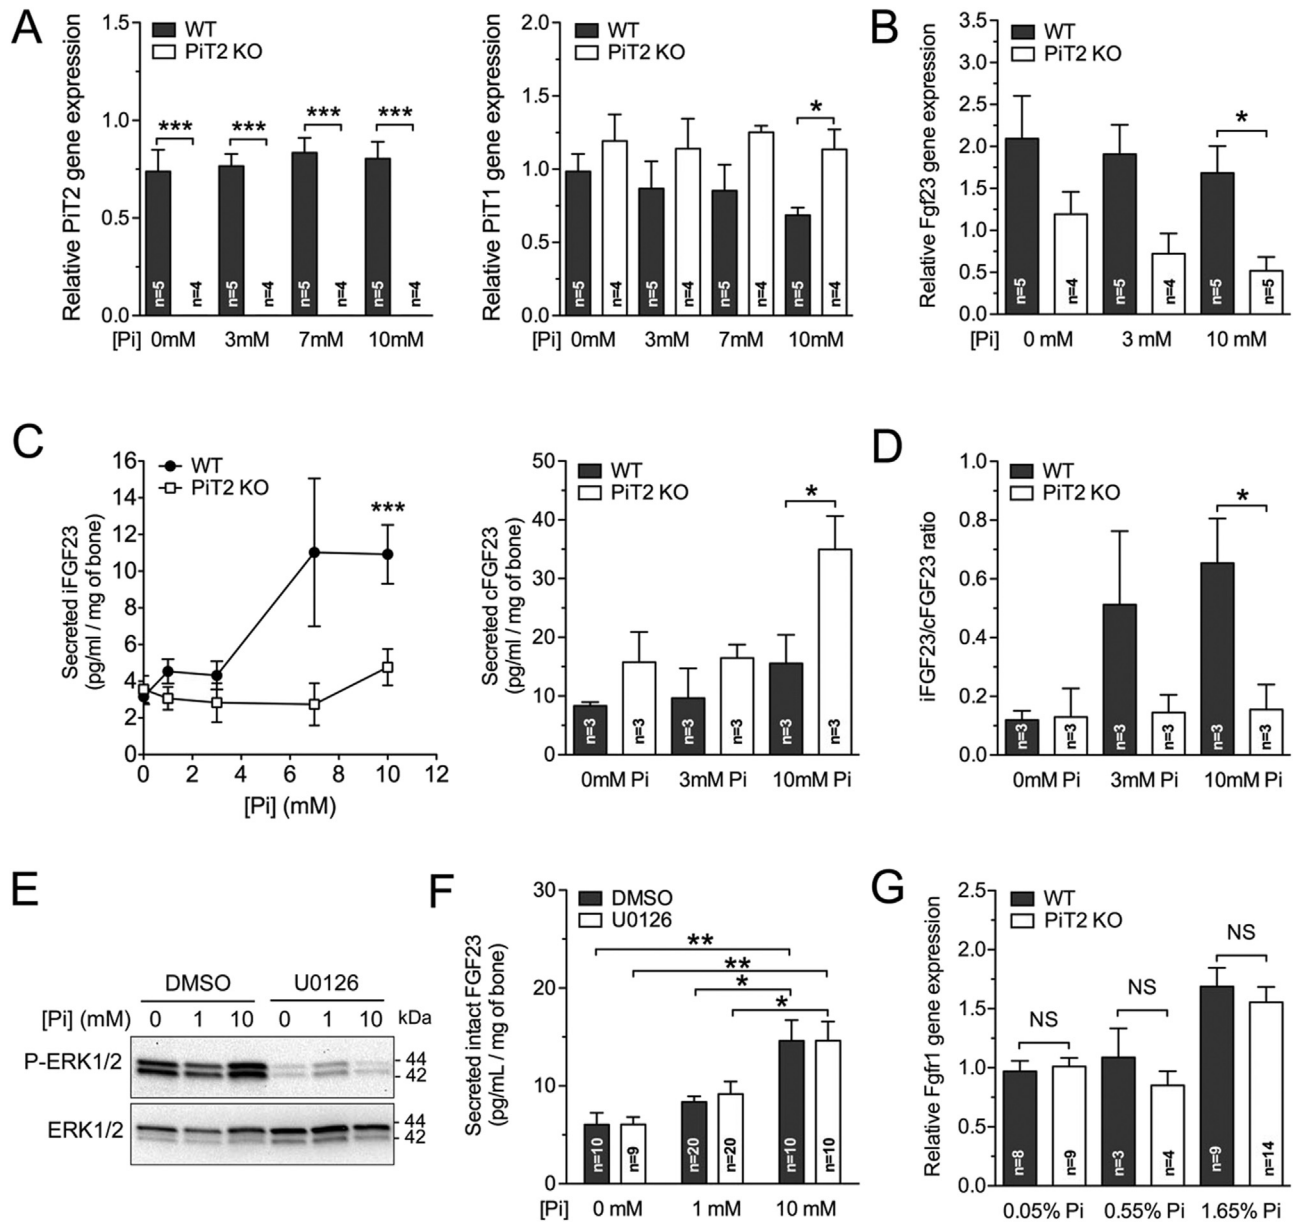 A
Relative PiT2 gene expression
1.5
1.0
0.5
0.0
WT
PiT2 KO
***
***
***
***
n=5
n=4
n=5
n=4
n=5
n=4
n=5
n=4
[Pi] 0mM 3mM 7mM 10mM
Relative PiT1 gene expression
2.0
1.5
1.0
0.5
0.0
WT
PiT2 KO
*
n=5
n=4
n=5
n=4
n=5
n=4
n=5
n=4
[Pi] 0mM 3mM 7mM 10mM
B
Relative Fgf23 gene expression
3.5
3.0
2.5
2.0
1.5
1.0
0.5
0.0
WT
PiT2 KO
*
n=5
n=4
n=5
n=4
n=5
n=5
[Pi] 0 mM 3 mM 10 mM
C
Secreted iFGF23
(pg/ml / mg of bone)
16
14
12
10
8
6
4
2
0
WT
PiT2 KO
***
0 2 4 6 8 10 12
[Pi] (mM)
Secreted cFGF23
(pg/ml / mg of bone)
50
40
30
20
10
0
WT
PiT2 KO
*
n=3
n=3
n=3
n=3
n=3
n=3
0mM Pi 3mM Pi 10mM Pi
D
iFGF23/cFGF23 ratio
1.0
0.8
0.6
0.4
0.2
0.0
WT
PiT2 KO
*
n=3
n=3
n=3
n=3
n=3
n=3
0mM Pi 3mM Pi 10mM Pi
E
DMSO U0126
[Pi] (mM) 0 1 10 0 1 10 kDa
P-ERK1/2
44
42
ERK1/2
44
42
F
Secreted intact FGF23
(pg/mL / mg of bone)
30
20
10
0
DMSO
U0126
**
**
*
*
n=10
n=9
n=20
n=20
n=10
n=10
[Pi] 0 mM 1 mM 10 mM
G
Relative Fgfr1 gene expression
2.5
2.0
1.5
1.0
0.5
0.0
WT
PiT2 KO
NS
NS
NS
n=8
n=9
n=3
n=4
n=9
n=14
0.05% Pi 0.55% Pi 1.65% Pi